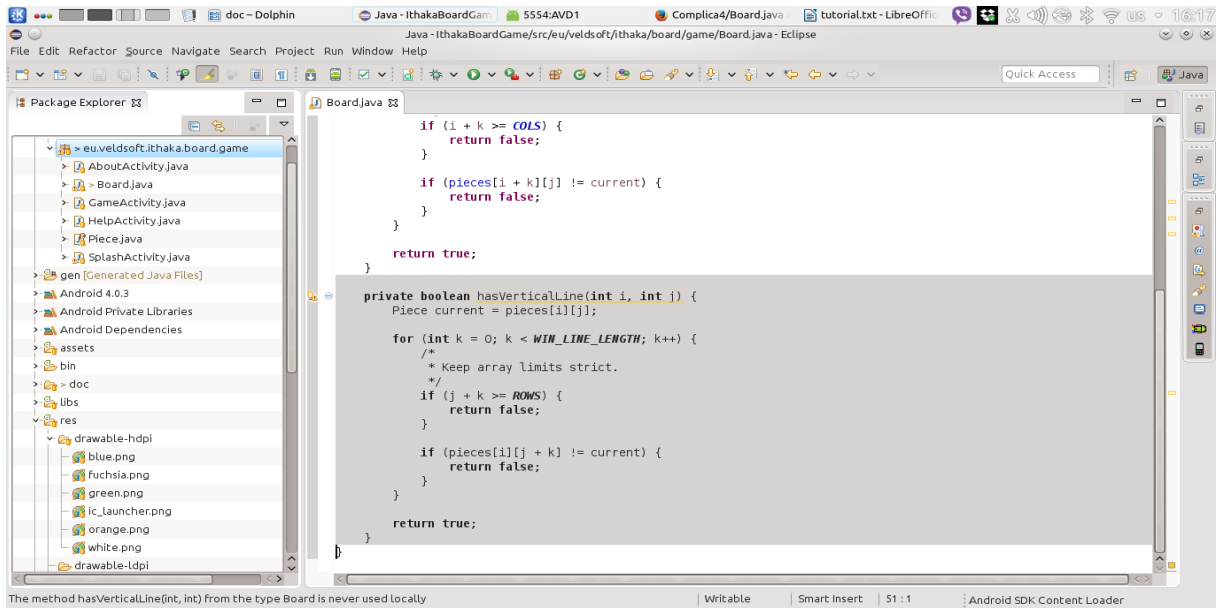 doc – Dolphin
Java - IthakaBoardGam
5554:AVD1
Complica4/Board.java
tutorial.txt - LibreOffic
us
16:17
Java - IthakaBoardGame/src/eu/veldsoft/ithaka/board/game/Board.java - Eclipse
File Edit Refactor Source Navigate Search Project Run Window Help
Quick Access
Java
Package Explorer
> eu.veldsoft.ithaka.board.game
AboutActivity.java
> Board.java
GameActivity.java
HelpActivity.java
Piece.java
SplashActivity.java
gen [Generated Java Files]
Android 4.0.3
Android Private Libraries
Android Dependencies
assets
bin
> doc
libs
res
drawable-hdpi
blue.png
fuchsia.png
green.png
ic_launcher.png
orange.png
white.png
drawable-ldpi
Board.java
if (i + k >= COLS) {
return false;
}
if (pieces[i + k][j] != current) {
return false;
}
}
return true;
}
private boolean hasVerticalLine(int i, int j) {
Piece current = pieces[i][j];
for (int k = 0; k < WIN_LINE_LENGTH; k++) {
/*
* Keep array limits strict.
*/
if (j + k >= ROWS) {
return false;
}
if (pieces[i][j + k] != current) {
return false;
}
}
return true;
}
}
The method hasVerticalLine(int, int) from the type Board is never used locally
Writable
Smart Insert
51 : 1
Android SDK Content Loader